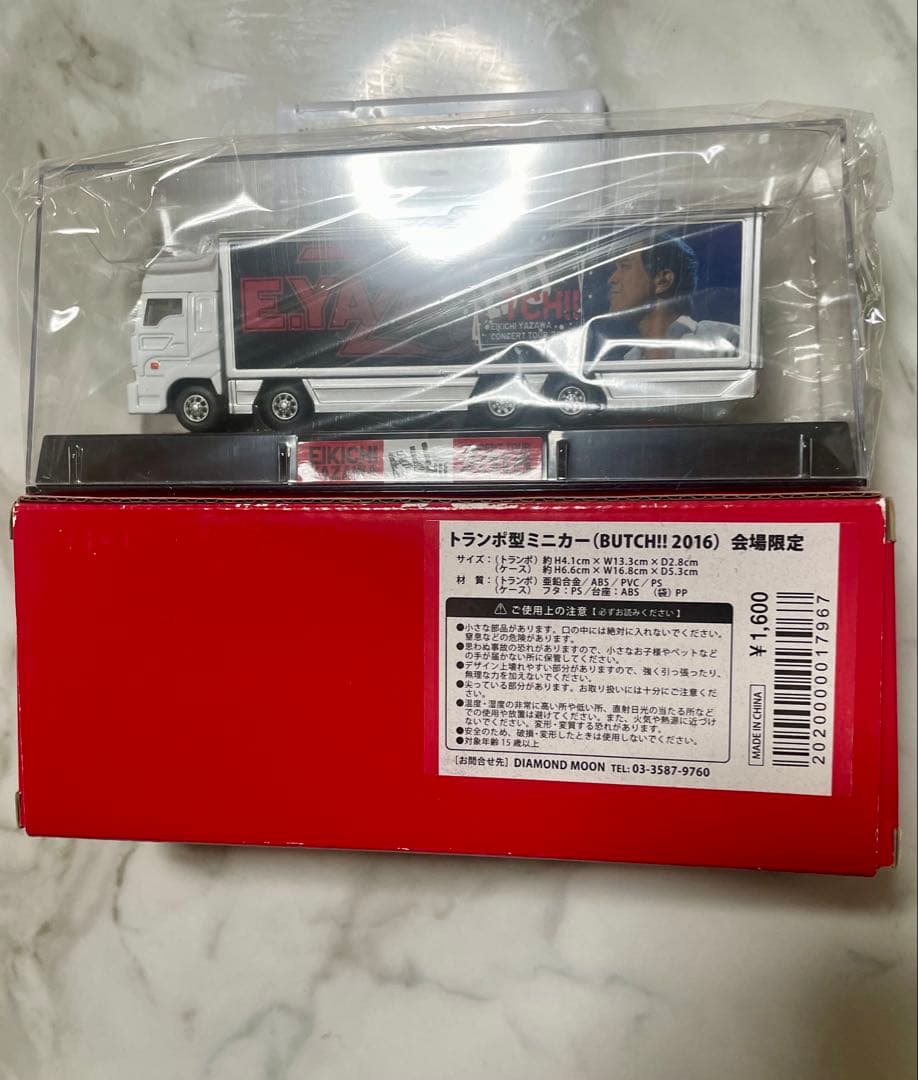 E.YAZ
TCH!!
EIKICHI YAZAWA
CONCERT TOUR
EIKICHI
YAZAWA
トランポ型ミニカー(BUTCH!! 2016) 会場限定
サイズ：(トランポ) 約 H4.1cm×W13.3cm×D2.8cm
(ケース) 約 H6.6cm×W16.8cm×D5.3cm
材 質：(トランポ) 亜鉛合金／ABS／PVC／PS
(ケース) フタ：PS／台座：ABS (袋) PP
⚠ ご使用上の注意【必ずお読みください】
●小さな部品があります。口の中には絶対に入れないでください。
窒息などの危険があります。
●思わぬ事故の恐れがありますので、小さなお子様やペットなど
の手が届かない所に保管してください。
●デザイン上壊れやすい部分がありますので、強く引っ張ったり、
無理な力を加えないでください。
●尖っている部分があります。お取り扱いには十分にご注意くだ
さい。
●温度・湿度の非常に高い所や低い所、直射日光の当たる所など
での使用や放置は避けてください。また、火気や熱源に近づけ
ないでください。変形・変質する恐れがあります。
●安全のため、破損・変形したときは使用しないでください。
●対象年齢 15 歳以上
［お問合せ先］DIAMOND MOON TEL: 03-3587-9760
¥1,600
MADE IN CHINA
2020000017967